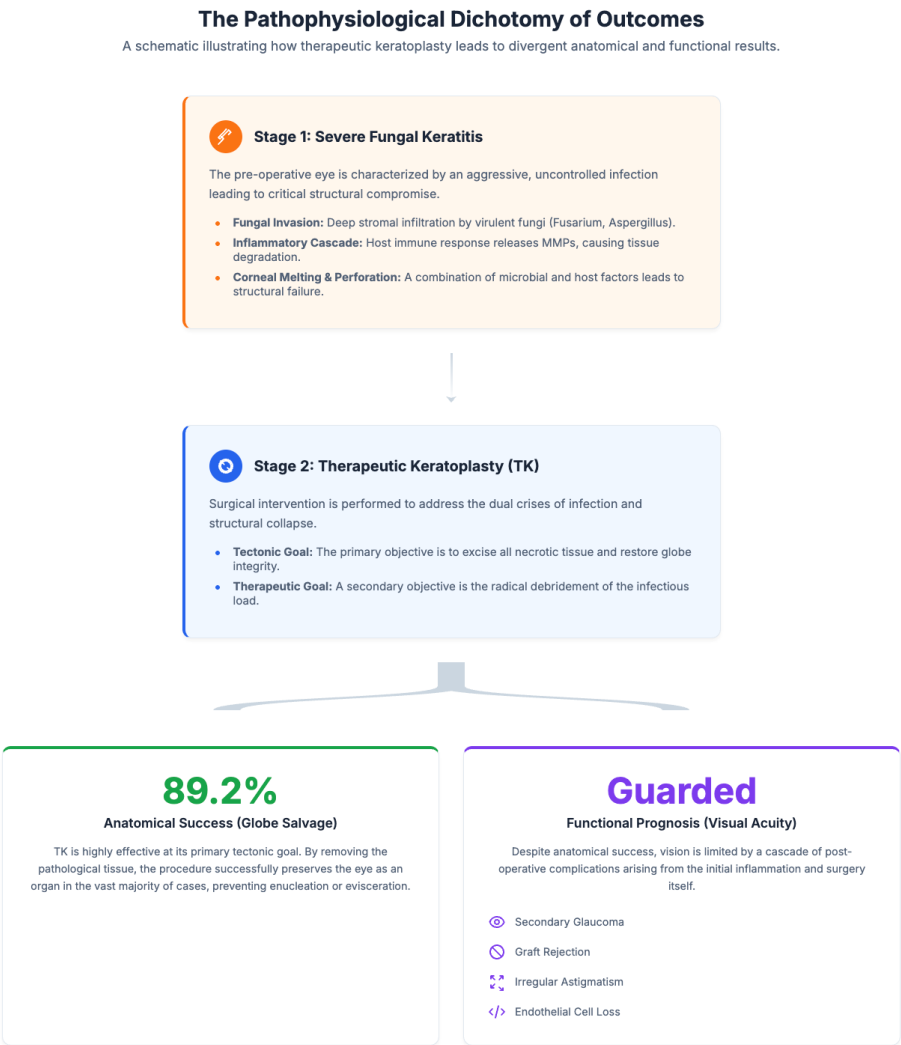 The Pathophysiological Dichotomy of Outcomes
A schematic illustrating how therapeutic keratoplasty leads to divergent anatomical and functional results.
Stage 1: Severe Fungal Keratitis
The pre-operative eye is characterized by an aggressive, uncontrolled infection
leading to critical structural compromise.
• Fungal Invasion: Deep stromal infiltration by virulent fungi (Fusarium, Aspergillus).
• Inflammatory Cascade: Host immune response releases MMPs, causing tissue
degradation.
• Corneal Melting & Perforation: A combination of microbial and host factors leads to
structural failure.
Stage 2: Therapeutic Keratoplasty (TK)
Surgical intervention is performed to address the dual crises of infection and
structural collapse.
• Tectonic Goal: The primary objective is to excise all necrotic tissue and restore globe
integrity.
• Therapeutic Goal: A secondary objective is the radical debridement of the infectious
load.
89.2%
Anatomical Success (Globe Salvage)
TK is highly effective at its primary tectonic goal. By removing the
pathological tissue, the procedure successfully preserves the eye as an
organ in the vast majority of cases, preventing enucleation or evisceration.
Guarded
Functional Prognosis (Visual Acuity)
Despite anatomical success, vision is limited by a cascade of post-
operative complications arising from the initial inflammation and surgery
itself.
Secondary Glaucoma
Graft Rejection
Irregular Astigmatism
Endothelial Cell Loss